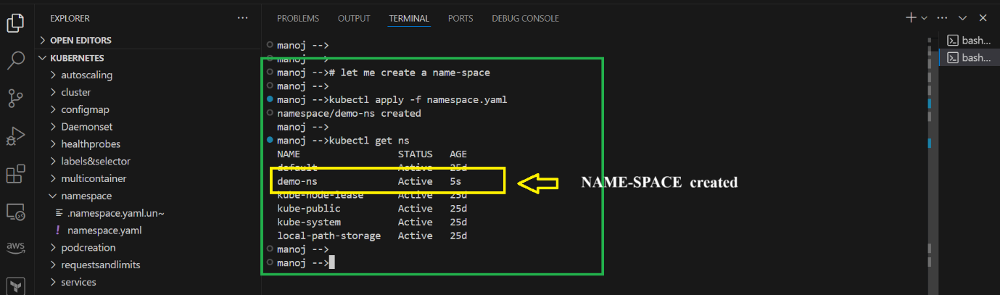 EXPLORER
OPEN EDITORS
KUBERNETES
autoscaling
cluster
configmap
Daemonset
healthprobes
labels&selector
multicontainer
namespace
.namespace.yaml.un~
! namespace.yaml
podcreation
requestsandlimits
services
aws
PROBLEMS OUTPUT TERMINAL PORTS DEBUG CONSOLE
manoj -->
manoj -->
manoj --># let me create a name-space
manoj -->
manoj -->kubectl apply -f namespace.yaml
namespace/demo-ns created
manoj -->
manoj -->kubectl get ns
NAME STATUS AGE
default Active 25d
demo-ns Active 5s
kube-node-lease Active 25d
kube-public Active 25d
kube-system Active 25d
local-path-storage Active 25d
manoj -->
manoj -->
NAME-SPACE created
bash...
bash...